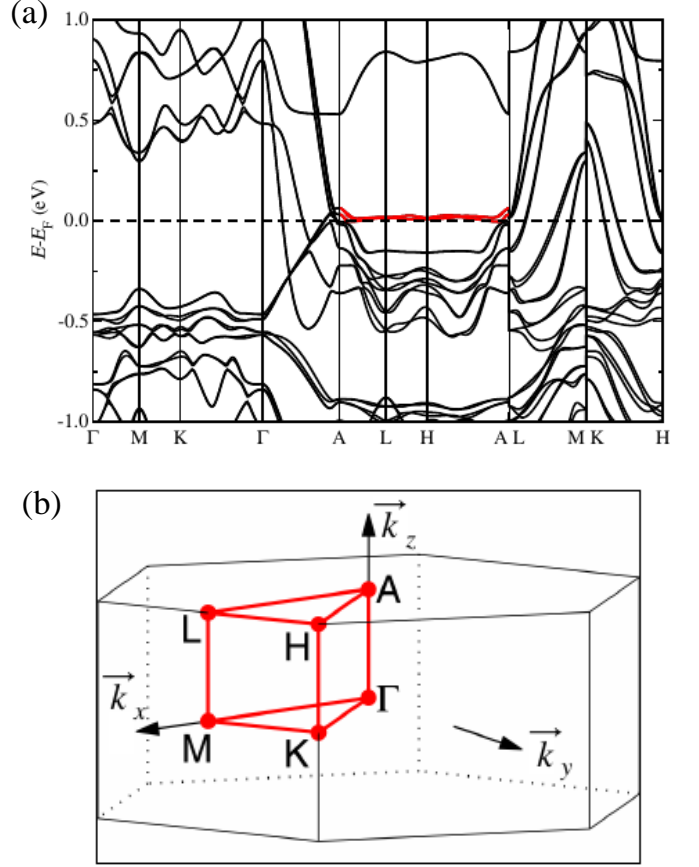 (a)
1.0
0.5
0.0
-0.5
-1.0
E-E_F (eV)
Γ M K Γ A L H A L M K H
(b)
k_z
A
L
H
k_x
Γ
M
K
k_y